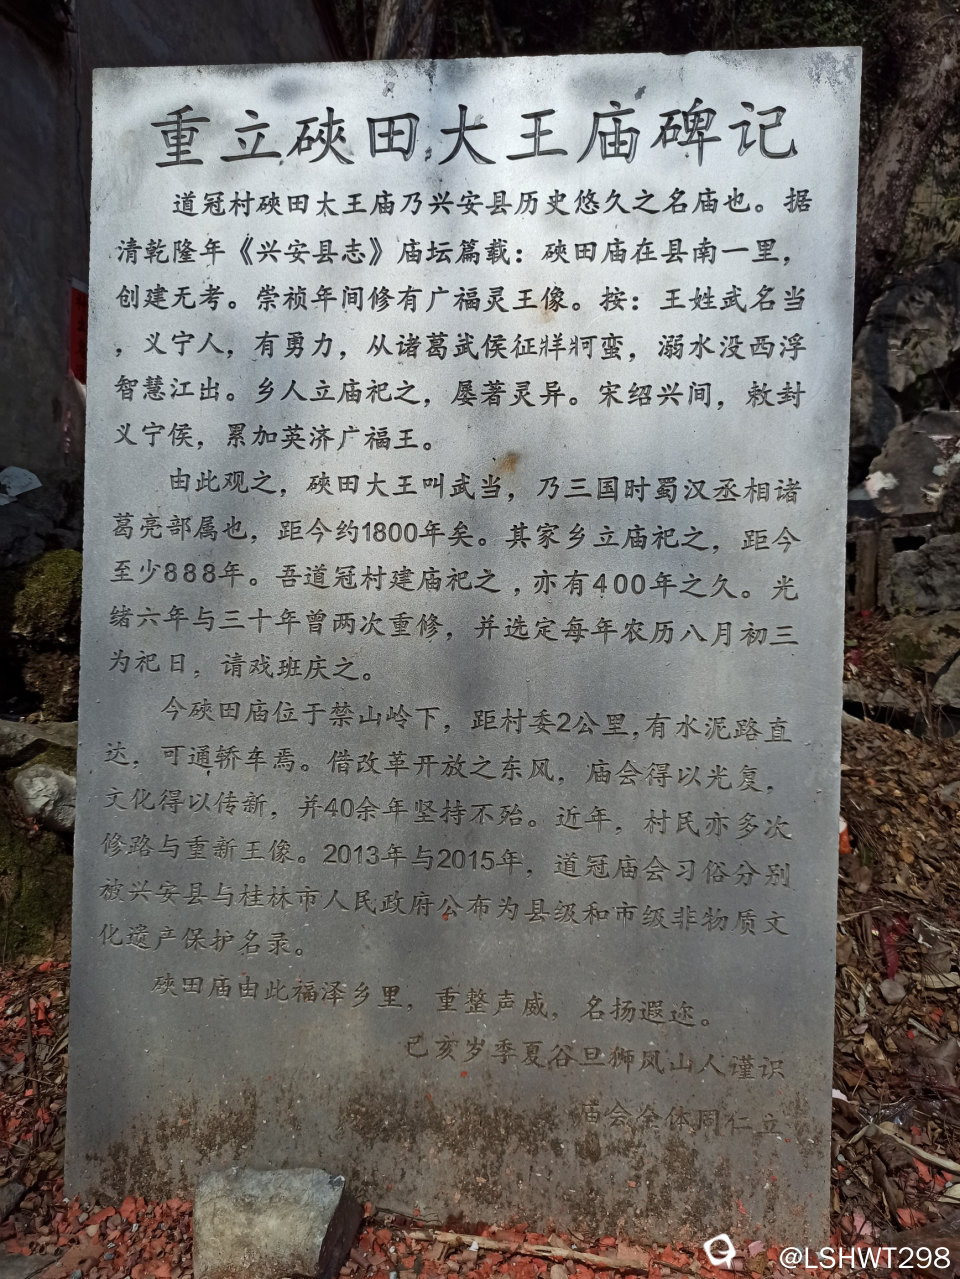 重立硖田大王庙碑记
道冠村硖田大王庙乃兴安县历史悠久之名庙也。据
清乾隆年《兴安县志》庙坛篇载：硖田庙在县南一里，
创建无考。崇祯年间修有广福灵王像。按：王姓武名当
，义宁人，有勇力，从诸葛武侯征牂牁蛮，溺水没西浮
智慧江出。乡人立庙祀之，屡著灵异。宋绍兴间，敕封
义宁侯，累加英济广福王。
由此观之，硖田大王叫武当，乃三国时蜀汉丞相诸
葛亮部属也，距今约1800年矣。其家乡立庙祀之，距今
至少888年。吾道冠村建庙祀之，亦有400年之久。光
绪六年与三十年曾两次重修，并选定每年农历八月初三
为祀日，请戏班庆之。
今硖田庙位于禁山岭下，距村委2公里，有水泥路直
达，可通轿车焉。借改革开放之东风，庙会得以光复，
文化得以传新，并40余年坚持不殆。近年，村民亦多次
修路与重新王像。2013年与2015年，道冠庙会习俗分别
被兴安县与桂林市人民政府公布为县级和市级非物质文
化遗产保护名录。
硖田庙由此福泽乡里，重整声威，名扬遐迩。
己亥岁季夏谷旦狮凤山人谨识
庙会全体同仁立
@LSHWT298